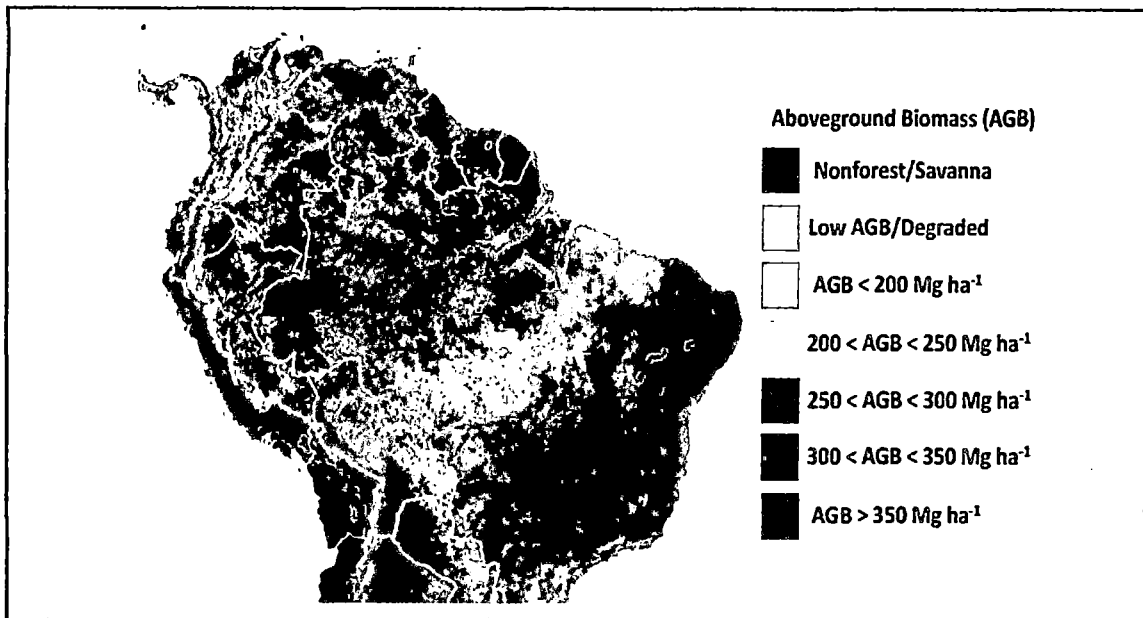 Aboveground Biomass (AGB)
Nonforest/Savanna
Low AGB/Degraded
AGB < 200 Mg ha⁻¹
200 < AGB < 250 Mg ha⁻¹
250 < AGB < 300 Mg ha⁻¹
300 < AGB < 350 Mg ha⁻¹
AGB > 350 Mg ha⁻¹